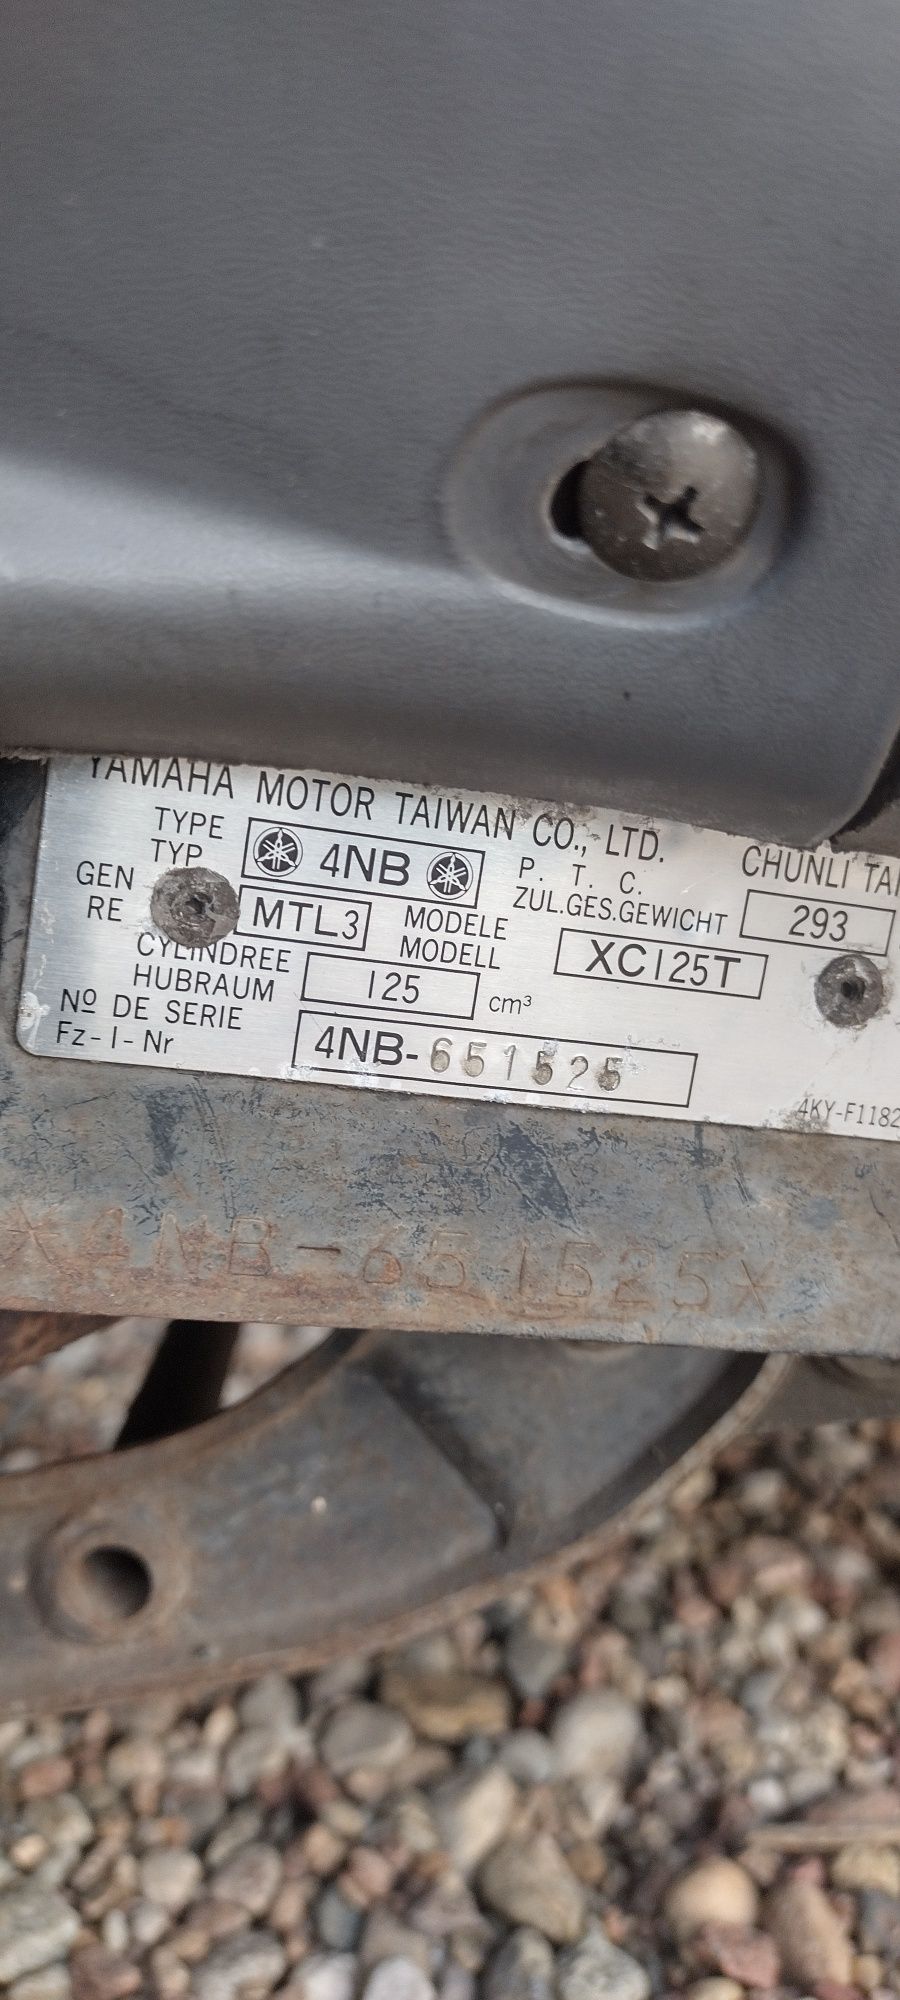 YAMAHA MOTOR TAIWAN CO., LTD. CHUNLI
TYPE
TYP
4NB
P. T. C.
ZUL.GES.GEWICHT
293
GEN
RE
MTL3
MODELE
MODELL
XC125T
CYLINDREE
HUBRAUM
125
cm³
Nº DE SERIE
Fz-I-Nr
4NB-651525
4KY-F1182
*4NB-651525*